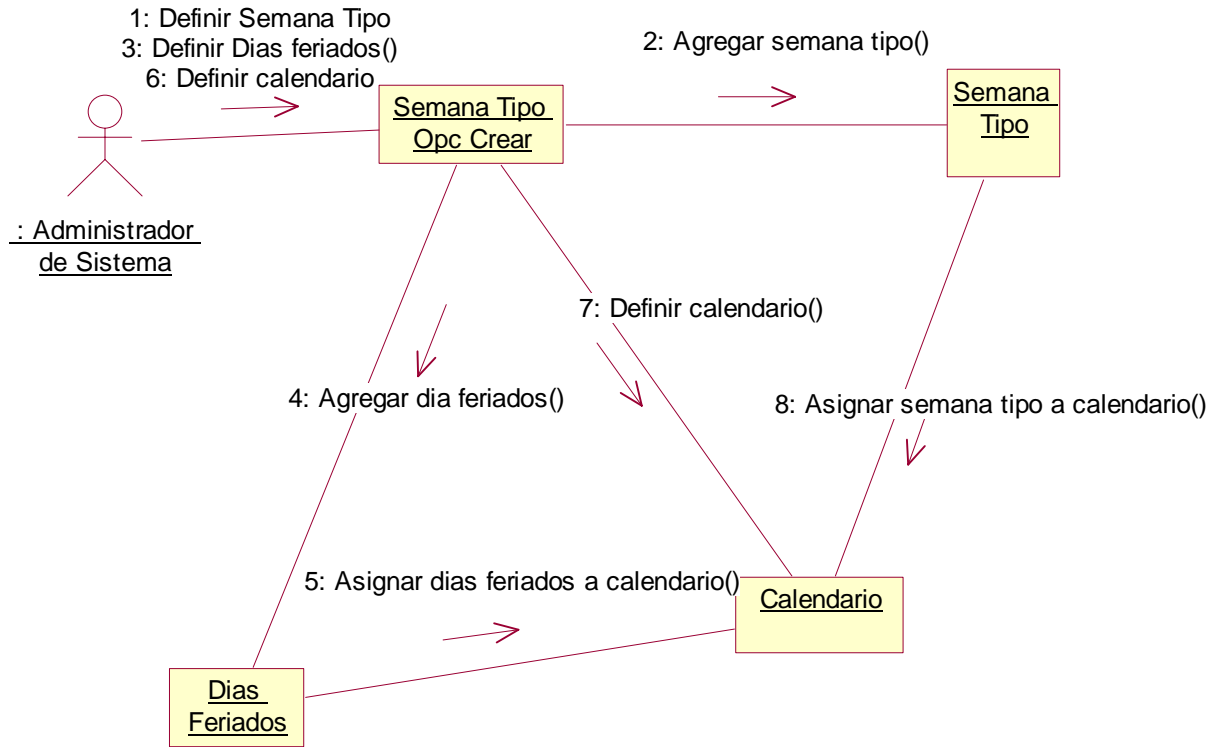 1: Definir Semana Tipo
3: Definir Dias feriados()
6: Definir calendario
2: Agregar semana tipo()
Semana Tipo
Opc Crear
Semana
Tipo
: Administrador
de Sistema
7: Definir calendario()
4: Agregar dia feriados()
8: Asignar semana tipo a calendario()
5: Asignar dias feriados a calendario()
Calendario
Dias
Feriados